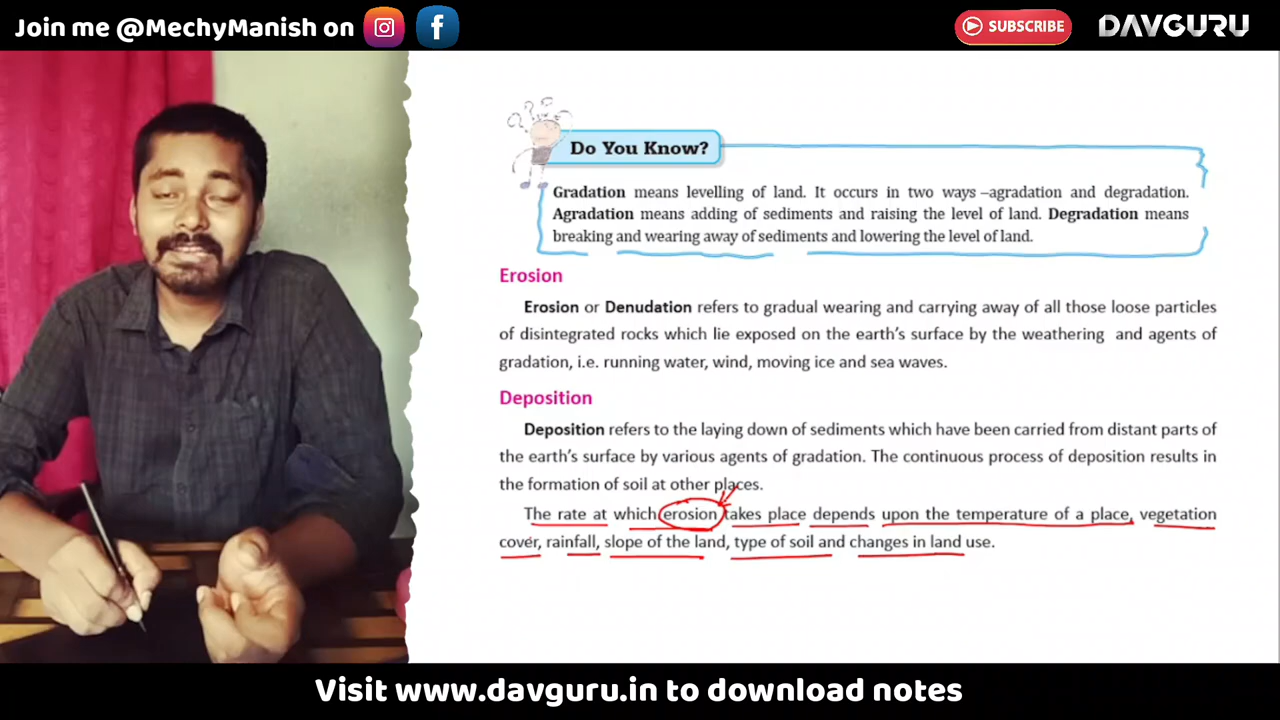 Join me @MechyManish on
SUBSCRIBE
DAVGURU
Do You Know?
Gradation means levelling of land. It occurs in two ways –agradation and degradation.
Agradation means adding of sediments and raising the level of land. Degradation means
breaking and wearing away of sediments and lowering the level of land.
Erosion
Erosion or Denudation refers to gradual wearing and carrying away of all those loose particles
of disintegrated rocks which lie exposed on the earth's surface by the weathering and agents of
gradation, i.e. running water, wind, moving ice and sea waves.
Deposition
Deposition refers to the laying down of sediments which have been carried from distant parts of
the earth's surface by various agents of gradation. The continuous process of deposition results in
the formation of soil at other places.
The rate at which erosion takes place depends upon the temperature of a place, vegetation
cover, rainfall, slope of the land, type of soil and changes in land use.
Visit www.davguru.in to download notes